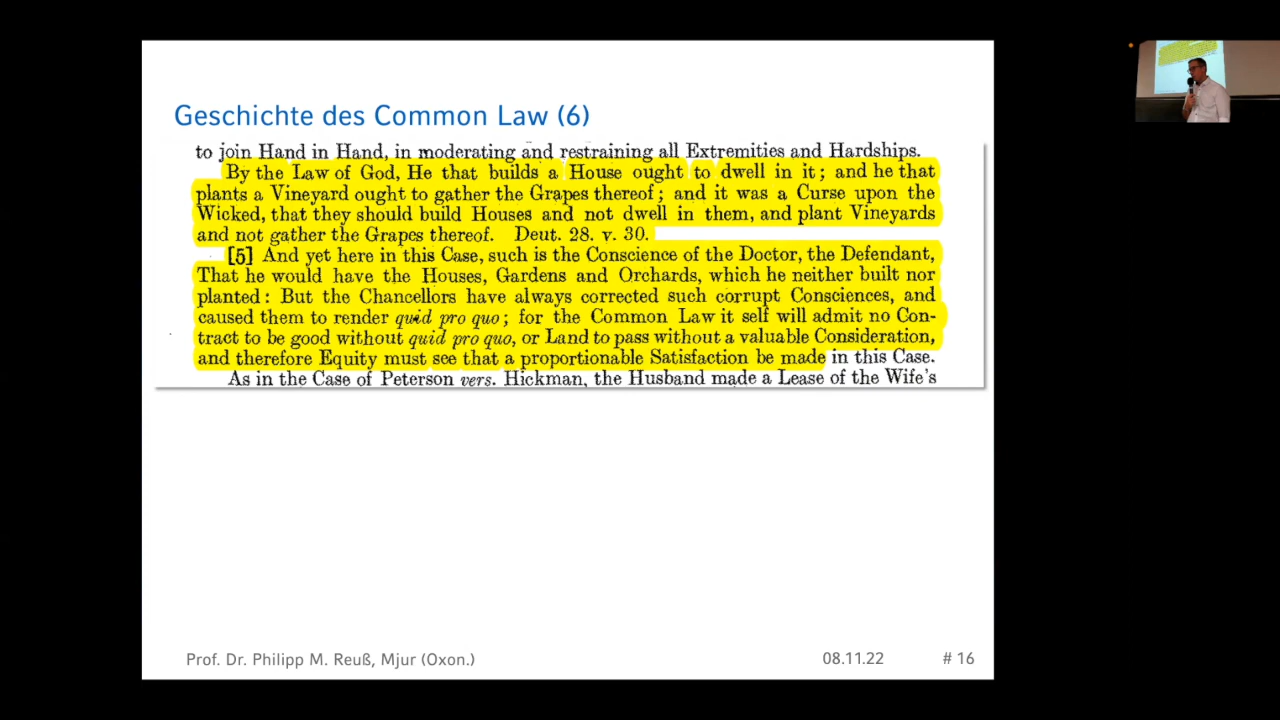 Geschichte des Common Law (6)
to join Hand in Hand, in moderating and restraining all Extremities and Hardships.
By the Law of God, He that builds a House ought to dwell in it; and he that
plants a Vineyard ought to gather the Grapes thereof; and it was a Curse upon the
Wicked, that they should build Houses and not dwell in them, and plant Vineyards
and not gather the Grapes thereof. Deut. 28. v. 30.
[5] And yet here in this Case, such is the Conscience of the Doctor, the Defendant,
That he would have the Houses, Gardens and Orchards, which he neither built nor
planted: But the Chancellors have always corrected such corrupt Consciences, and
caused them to render quid pro quo; for the Common Law it self will admit no Con-
tract to be good without quid pro quo, or Land to pass without a valuable Consideration,
and therefore Equity must see that a proportionable Satisfaction be made in this Case.
As in the Case of Peterson vers. Hickman, the Husband made a Lease of the Wife's
Prof. Dr. Philipp M. Reuß, Mjur (Oxon.)
08.11.22
# 16